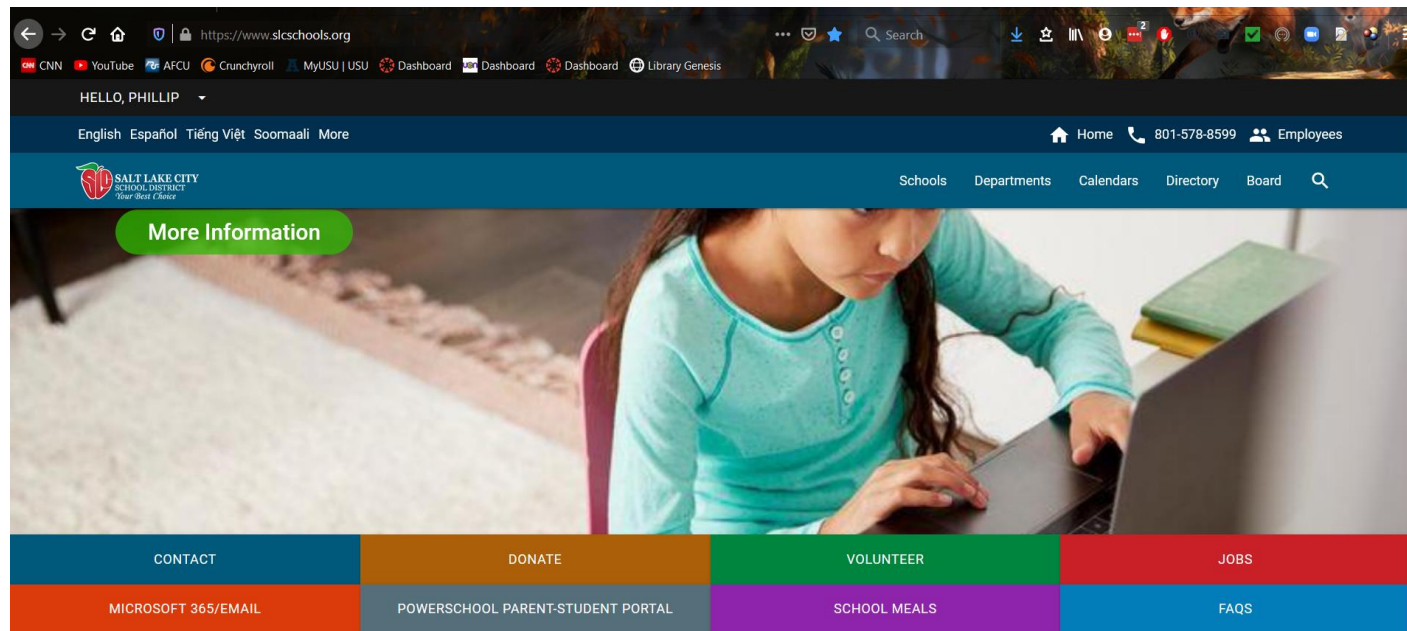 https://www.slcschools.org
Search
2
CNN YouTube AFCU Crunchyroll MyUSU | USU Dashboard Dashboard Dashboard Library Genesis
HELLO, PHILLIP
English Español Tiếng Việt Soomaali More
Home 801-578-8599 Employees
SALT LAKE CITY
SCHOOL DISTRICT
Your Best Choice
Schools Departments Calendars Directory Board
More Information
CONTACT DONATE VOLUNTEER JOBS
MICROSOFT 365/EMAIL POWERSCHOOL PARENT-STUDENT PORTAL SCHOOL MEALS FAQS